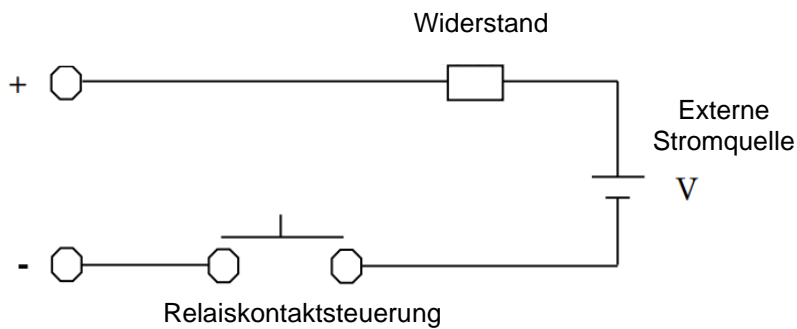 Widerstand
+
Externe
Stromquelle
V
-
Relaiskontaktsteuerung